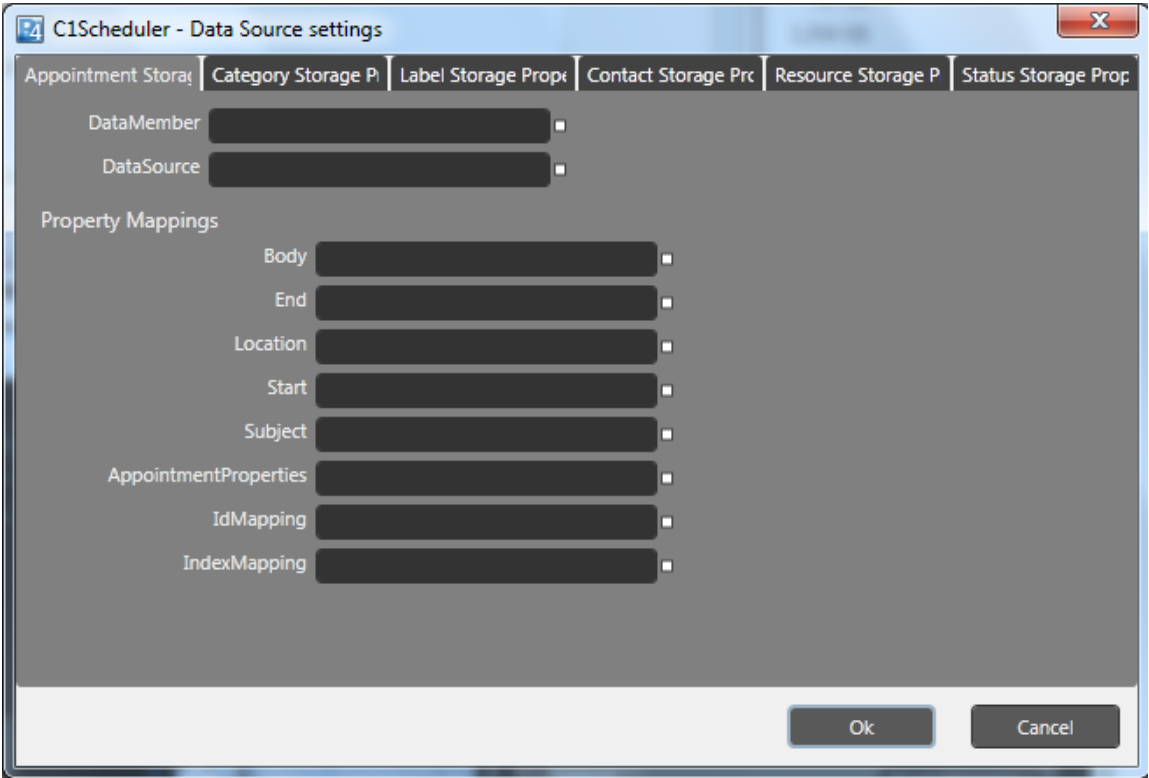 C1Scheduler - Data Source settings
Appointment Storag Category Storage P Label Storage Prope Contact Storage Prc Resource Storage P Status Storage Prop
DataMember
DataSource
Property Mappings
Body
End
Location
Start
Subject
AppointmentProperties
IdMapping
IndexMapping
Ok Cancel